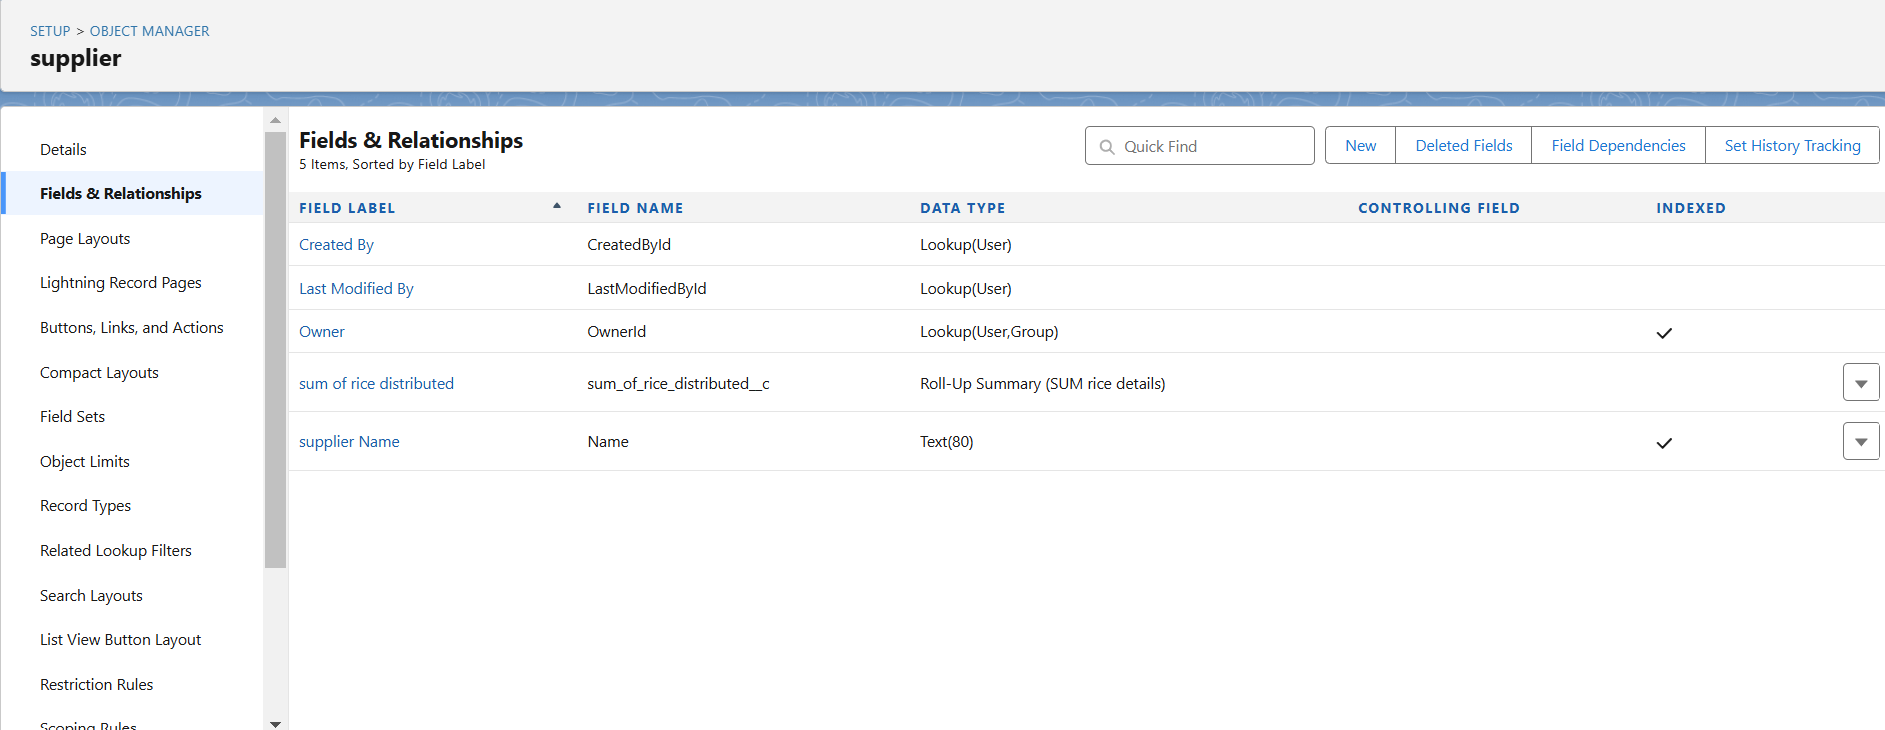 SETUP > OBJECT MANAGER
supplier
Details
Fields & Relationships
Page Layouts
Lightning Record Pages
Buttons, Links, and Actions
Compact Layouts
Field Sets
Object Limits
Record Types
Related Lookup Filters
Search Layouts
List View Button Layout
Restriction Rules
Scoping Rules
Fields & Relationships
5 Items, Sorted by Field Label
Quick Find
New
Deleted Fields
Field Dependencies
Set History Tracking
FIELD LABEL FIELD NAME DATA TYPE CONTROLLING FIELD INDEXED
Created By CreatedById Lookup(User)
Last Modified By LastModifiedById Lookup(User)
Owner OwnerId Lookup(User,Group)
sum of rice distributed sum_of_rice_distributed__c Roll-Up Summary (SUM rice details)
supplier Name Name Text(80)